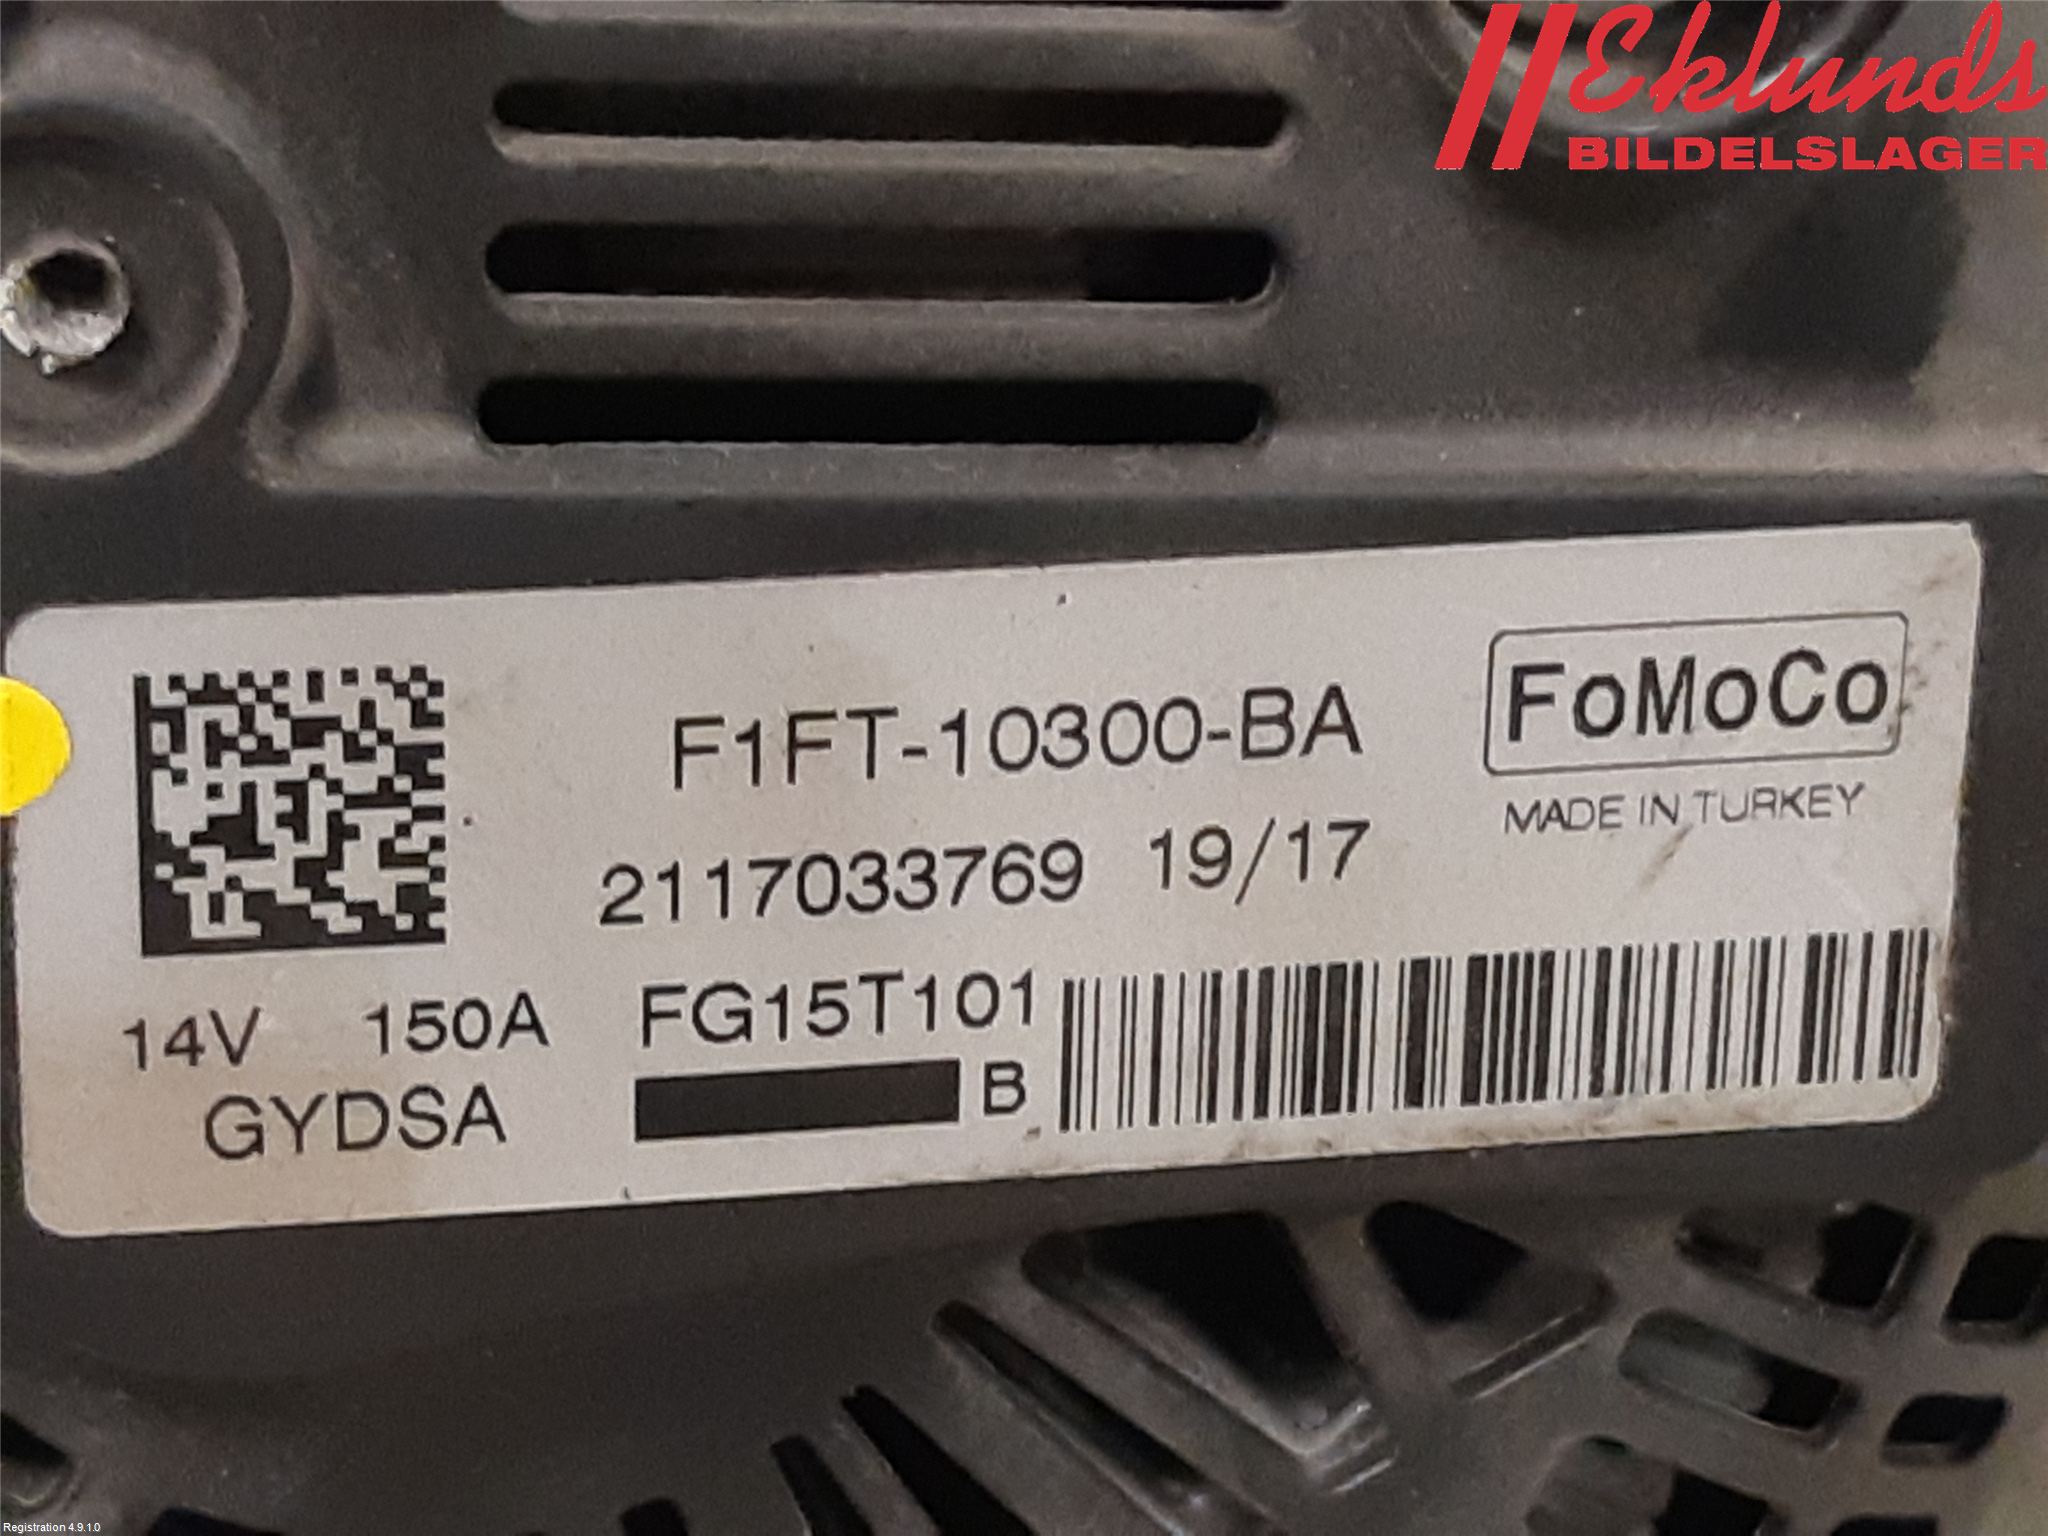 Eklunds
BILDELSLAGER
FoMoCo
F1FT-10300-BA
MADE IN TURKEY
2117033769 19/17
14V 150A FG15T101
GYDSA B
Registration 4.9.1.0